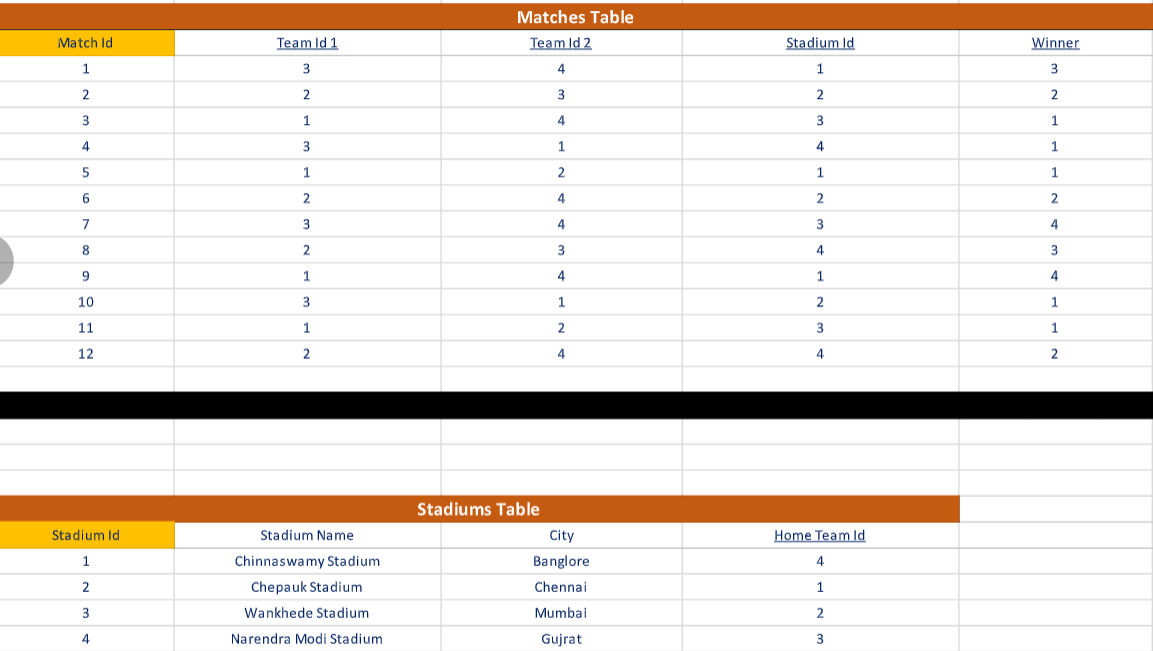 Matches Table
Match Id Team Id 1 Team Id 2 Stadium Id Winner
1 3 4 1 3
2 2 3 2 2
3 1 4 3 1
4 3 1 4 1
5 1 2 1 1
6 2 4 2 2
7 3 4 3 4
8 2 3 4 3
9 1 4 1 4
10 3 1 2 1
11 1 2 3 1
12 2 4 4 2
Stadiums Table
Stadium Id Stadium Name City Home Team Id
1 Chinnaswamy Stadium Banglore 4
2 Chepauk Stadium Chennai 1
3 Wankhede Stadium Mumbai 2
4 Narendra Modi Stadium Gujrat 3